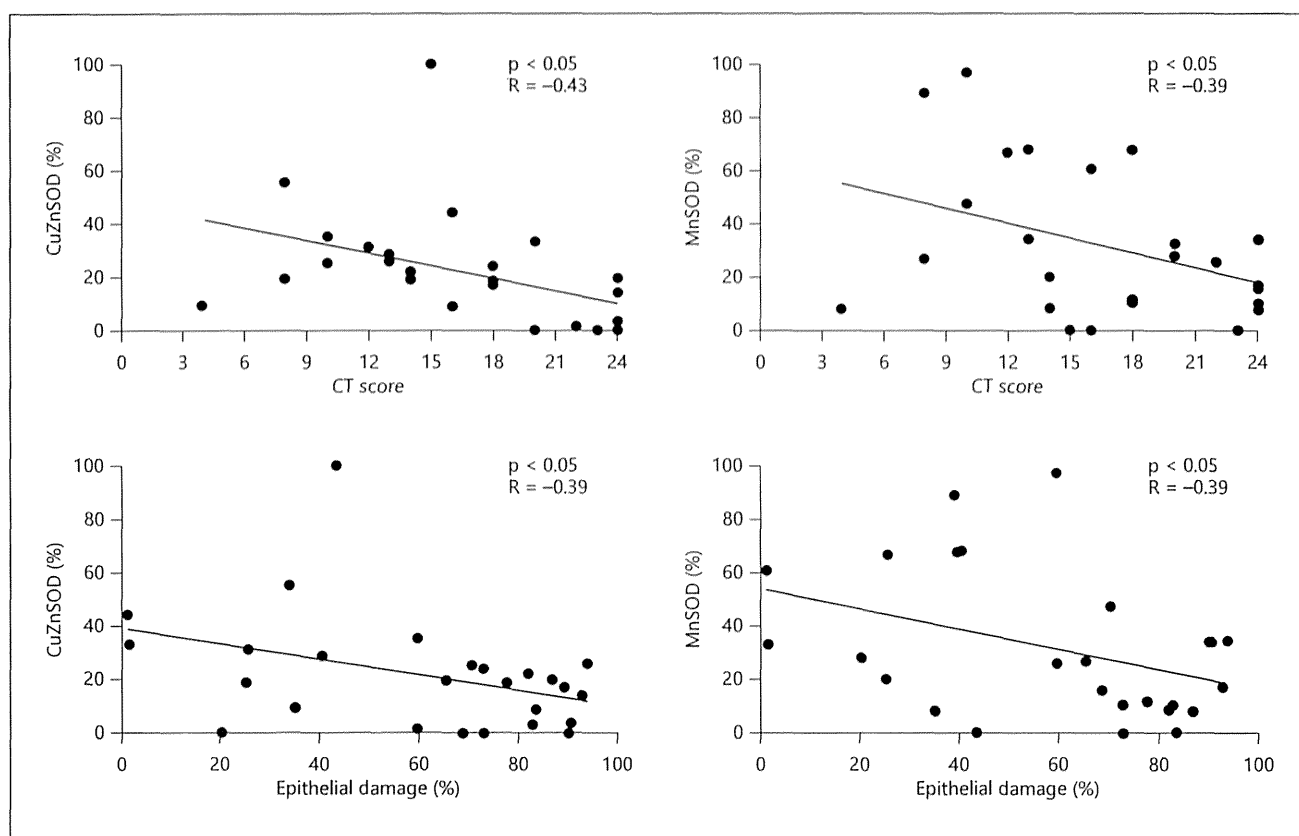 100
80
60
40
20
0
CuZnSOD (%)
p < 0.05
R = –0.43
0 3 6 9 12 15 18 21 24
CT score
100
80
60
40
20
0
MnSOD (%)
p < 0.05
R = –0.39
0 3 6 9 12 15 18 21 24
CT score
100
80
60
40
20
0
CuZnSOD (%)
p < 0.05
R = –0.39
0 20 40 60 80 100
Epithelial damage (%)
100
80
60
40
20
0
MnSOD (%)
p < 0.05
R = –0.39
0 20 40 60 80 100
Epithelial damage (%)